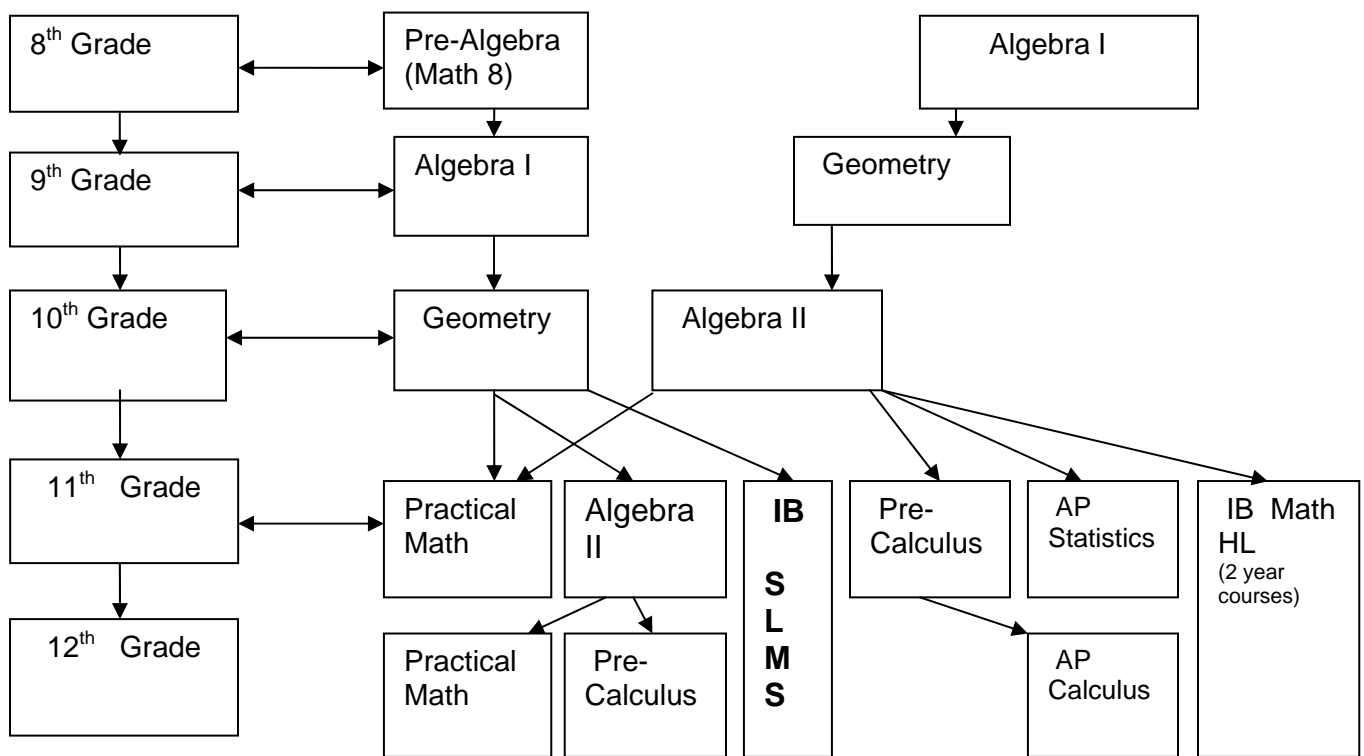 8th Grade
Pre-Algebra
(Math 8)
Algebra I
9th Grade
Algebra I
Geometry
10th Grade
Geometry
Algebra II
11th Grade
Practical
Math
Algebra
II
IB
S
L
M
S
Pre-
Calculus
AP
Statistics
IB Math
HL
(2 year
courses)
12th Grade
Practical
Math
Pre-
Calculus
AP
Calculus